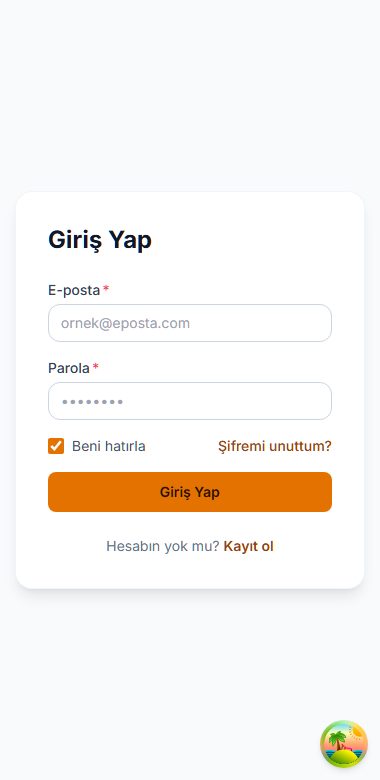 Giriş Yap
E-posta *
ornek@eposta.com
Parola *
••••••••
Beni hatırla
Şifremi unuttum?
Giriş Yap
Hesabın yok mu? Kayıt ol